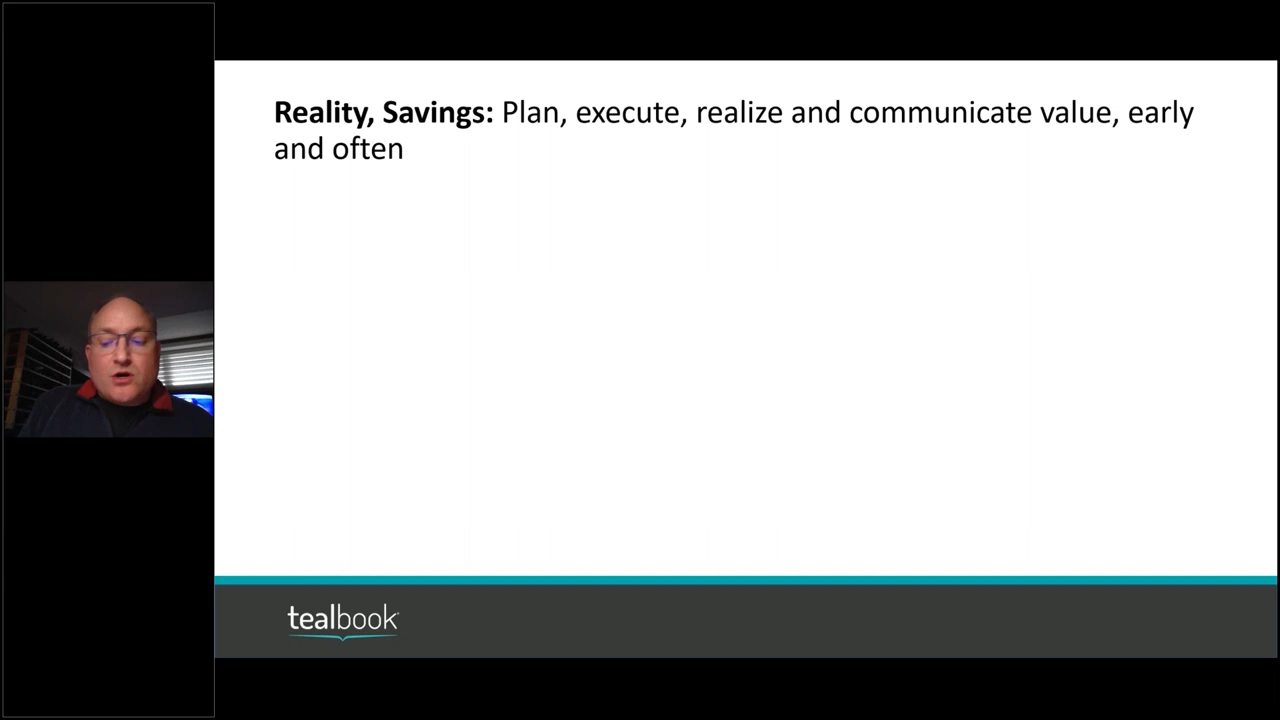 Reality, Savings: Plan, execute, realize and communicate value, early
and often
tealbook